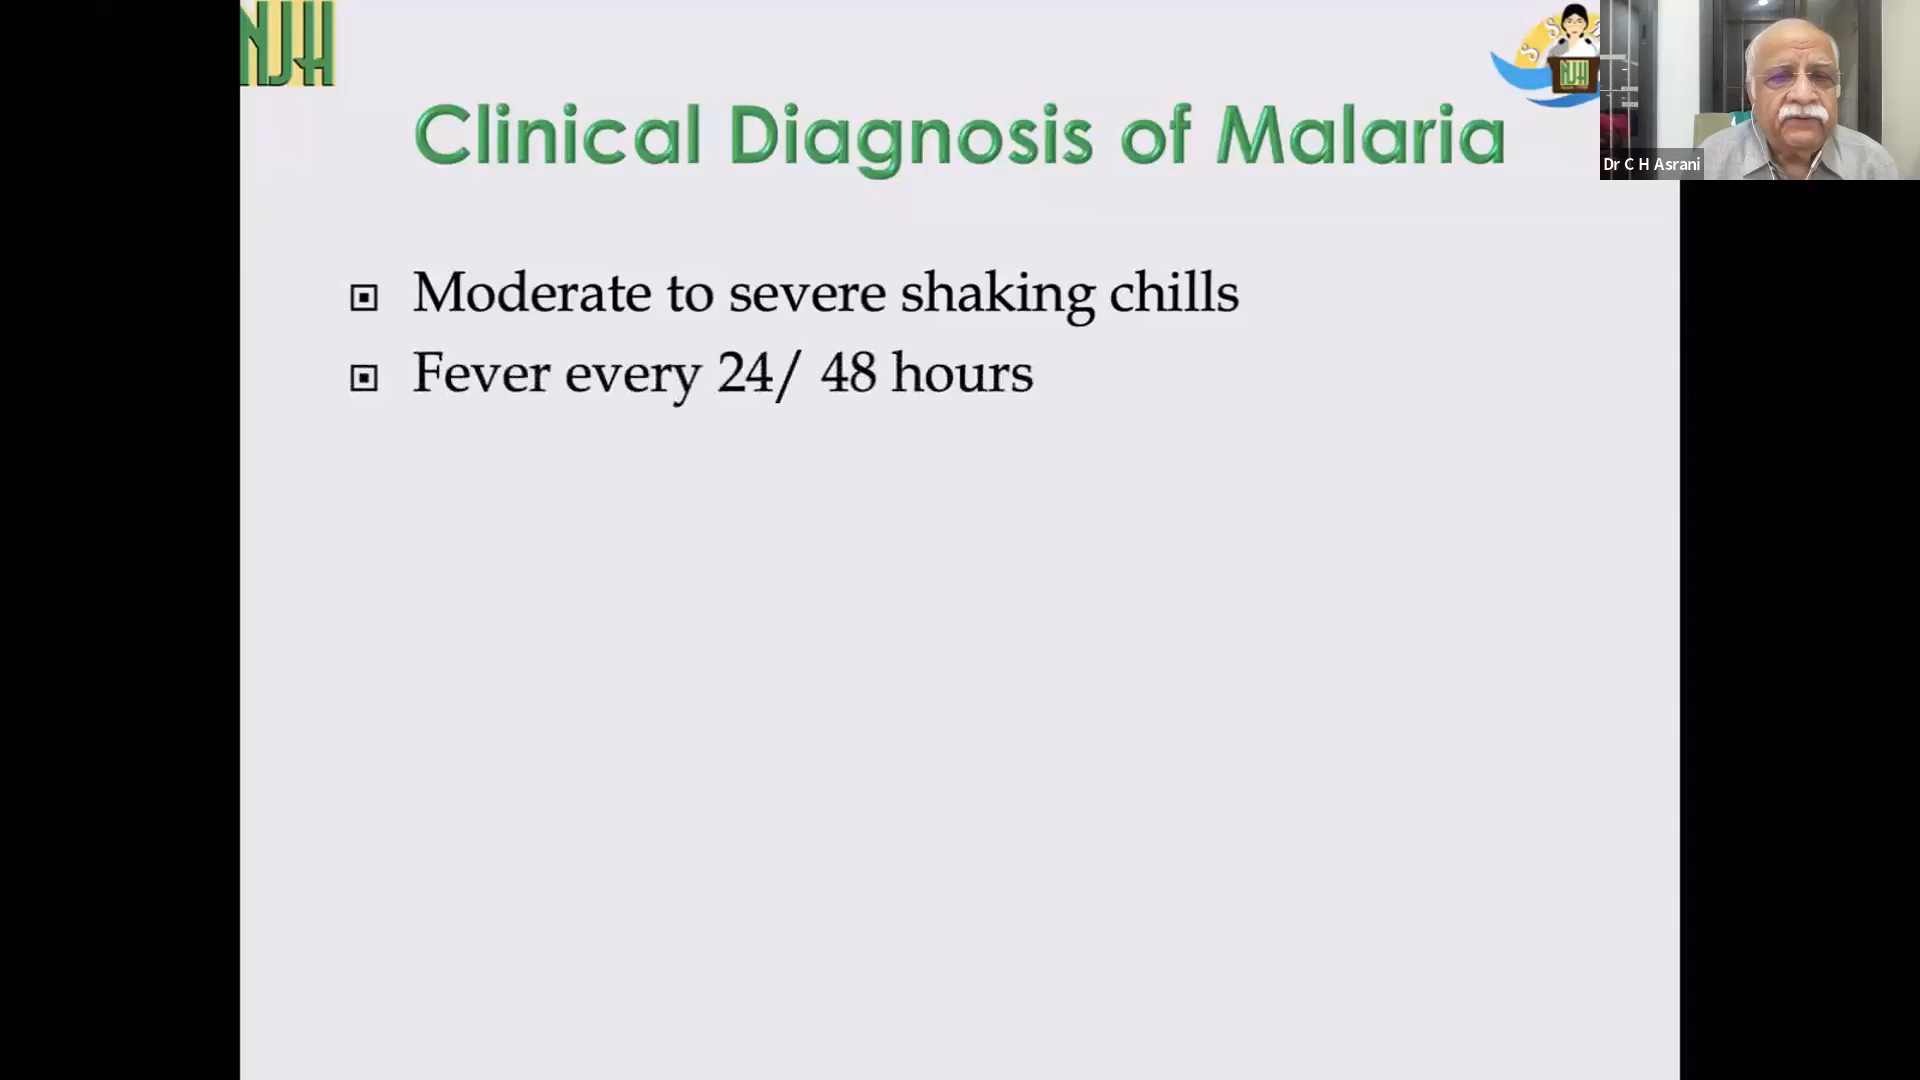 NJH
S S
NJH
Clinical Diagnosis of Malaria
Dr C H Asrani
Moderate to severe shaking chills
Fever every 24/ 48 hours